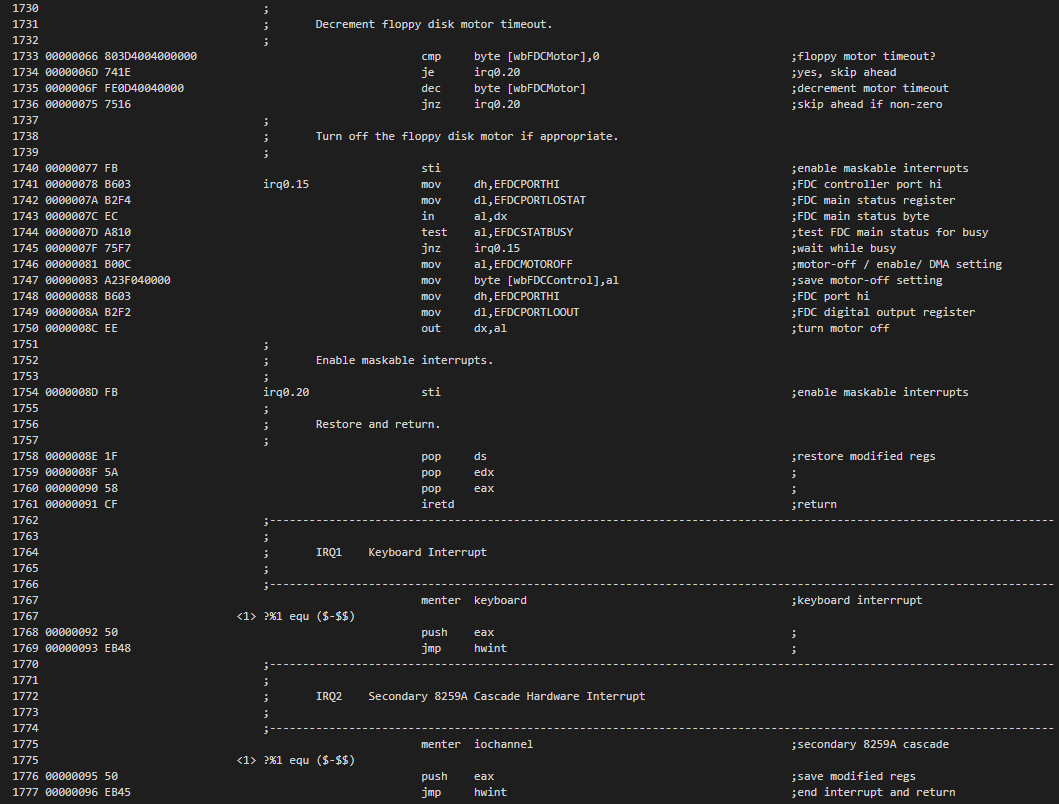 1730 ;
1731 ; Decrement floppy disk motor timeout.
1732 ;
1733 00000066 803D4004000000 cmp byte [wbFDCMotor],0 ;floppy motor timeout?
1734 0000006D 741E je irq0.20 ;yes, skip ahead
1735 0000006F FE0D40040000 dec byte [wbFDCMotor] ;decrement motor timeout
1736 00000075 7516 jnz irq0.20 ;skip ahead if non-zero
1737 ;
1738 ; Turn off the floppy disk motor if appropriate.
1739 ;
1740 00000077 FB sti ;enable maskable interrupts
1741 00000078 B603 irq0.15 mov dh,EFDCPORTHI ;FDC controller port hi
1742 0000007A B2F4 mov dl,EFDCPORTLOSTAT ;FDC main status register
1743 0000007C EC in al,dx ;FDC main status byte
1744 0000007D A810 test al,EFDCSTATBUSY ;test FDC main status for busy
1745 0000007F 75F7 jnz irq0.15 ;wait while busy
1746 00000081 B00C mov al,EFDCMOTOROFF ;motor-off / enable/ DMA setting
1747 00000083 A23F040000 mov byte [wbFDCControl],al ;save motor-off setting
1748 00000088 B603 mov dh,EFDCPORTHI ;FDC port hi
1749 0000008A B2F2 mov dl,EFDCPORTLOOUT ;FDC digital output register
1750 0000008C EE out dx,al ;turn motor off
1751 ;
1752 ; Enable maskable interrupts.
1753 ;
1754 0000008D FB irq0.20 sti ;enable maskable interrupts
1755 ;
1756 ; Restore and return.
1757 ;
1758 0000008E 1F pop ds ;restore modified regs
1759 0000008F 5A pop edx ;
1760 00000090 58 pop eax ;
1761 00000091 CF iretd ;return
1762 ;-----------------------------------------------------------------------------------------------------------------------
1763 ;
1764 ; IRQ1 Keyboard Interrupt
1765 ;
1766 ;-----------------------------------------------------------------------------------------------------------------------
1767 menter keyboard ;keyboard interrrupt
1767 <1> ?%1 equ ($-$$)
1768 00000092 50 push eax ;
1769 00000093 EB48 jmp hwint ;
1770 ;-----------------------------------------------------------------------------------------------------------------------
1771 ;
1772 ; IRQ2 Secondary 8259A Cascade Hardware Interrupt
1773 ;
1774 ;-----------------------------------------------------------------------------------------------------------------------
1775 menter iochannel ;secondary 8259A cascade
1775 <1> ?%1 equ ($-$$)
1776 00000095 50 push eax ;save modified regs
1777 00000096 EB45 jmp hwint ;end interrupt and return